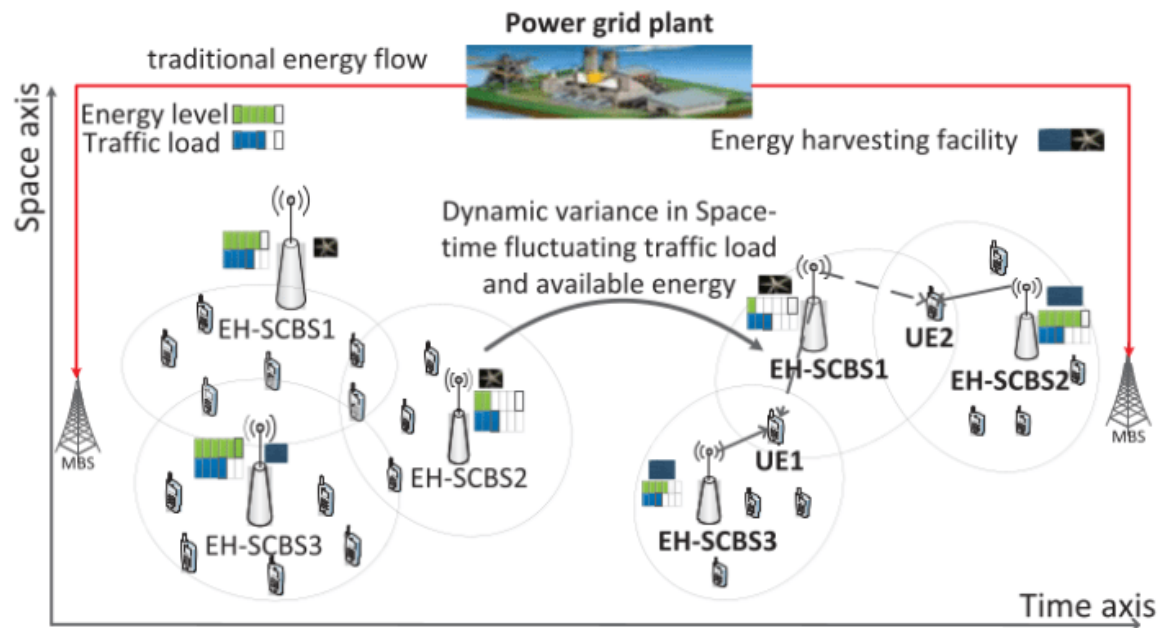 Power grid plant
traditional energy flow
Space axis
Energy level
Traffic load
Energy harvesting facility
Dynamic variance in Space-
time fluctuating traffic load
and available energy
EH-SCBS1
UE2
EH-SCBS1
EH-SCBS2
MBS
MBS
UE1
EH-SCBS2
EH-SCBS3
EH-SCBS3
Time axis